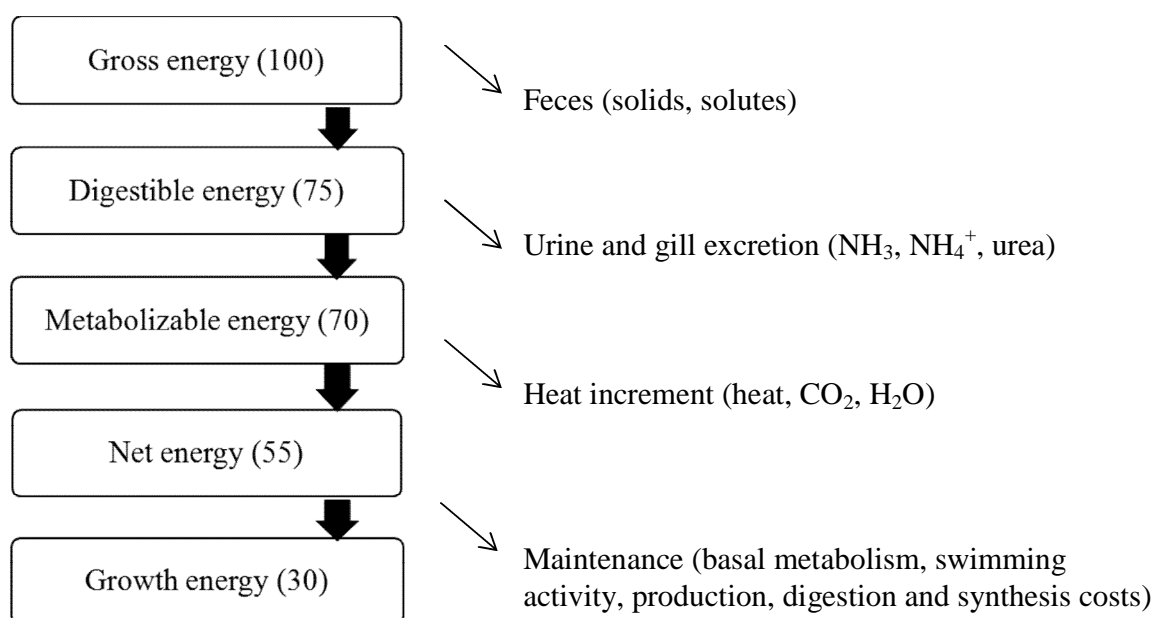 Gross energy (100)
Feces (solids, solutes)
Digestible energy (75)
Urine and gill excretion (NH₃, NH₄⁺, urea)
Metabolizable energy (70)
Heat increment (heat, CO₂, H₂O)
Net energy (55)
Maintenance (basal metabolism, swimming
activity, production, digestion and synthesis costs)
Growth energy (30)